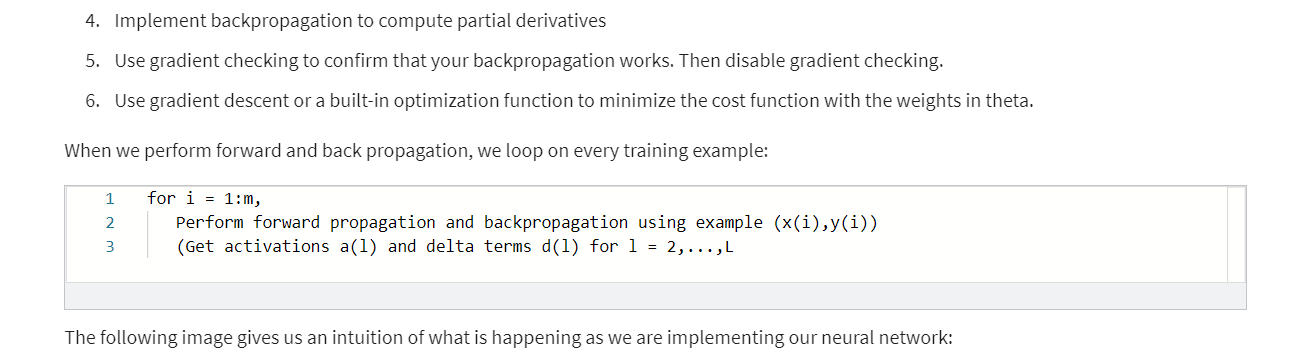 4. Implement backpropagation to compute partial derivatives
5. Use gradient checking to confirm that your backpropagation works. Then disable gradient checking.
6. Use gradient descent or a built-in optimization function to minimize the cost function with the weights in theta.
When we perform forward and back propagation, we loop on every training example:
1 for i = 1:m,
2 Perform forward propagation and backpropagation using example (x(i),y(i))
3 (Get activations a(l) and delta terms d(l) for l = 2,...,L
The following image gives us an intuition of what is happening as we are implementing our neural network: